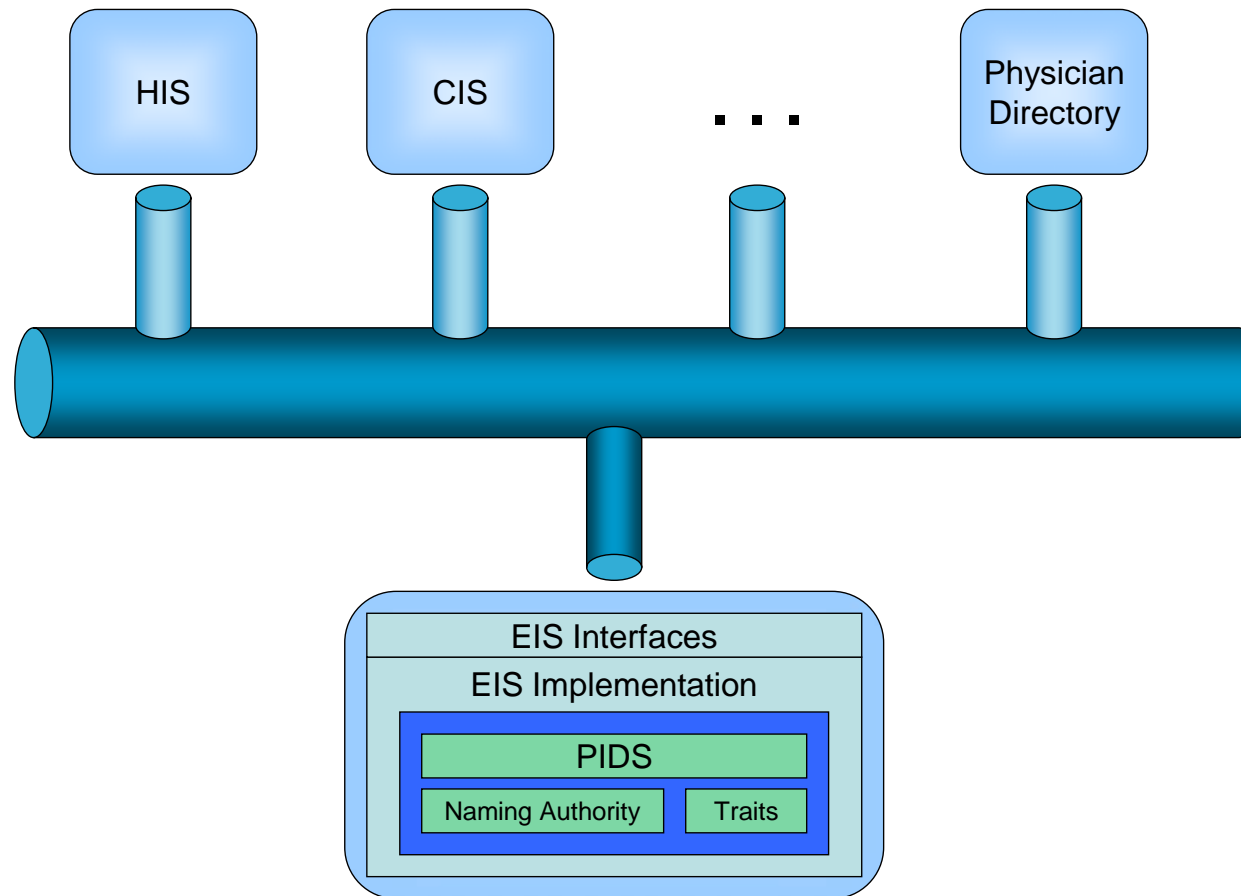 HIS
CIS
. . .
Physician
Directory
EIS Interfaces
EIS Implementation
PIDS
Naming Authority
Traits